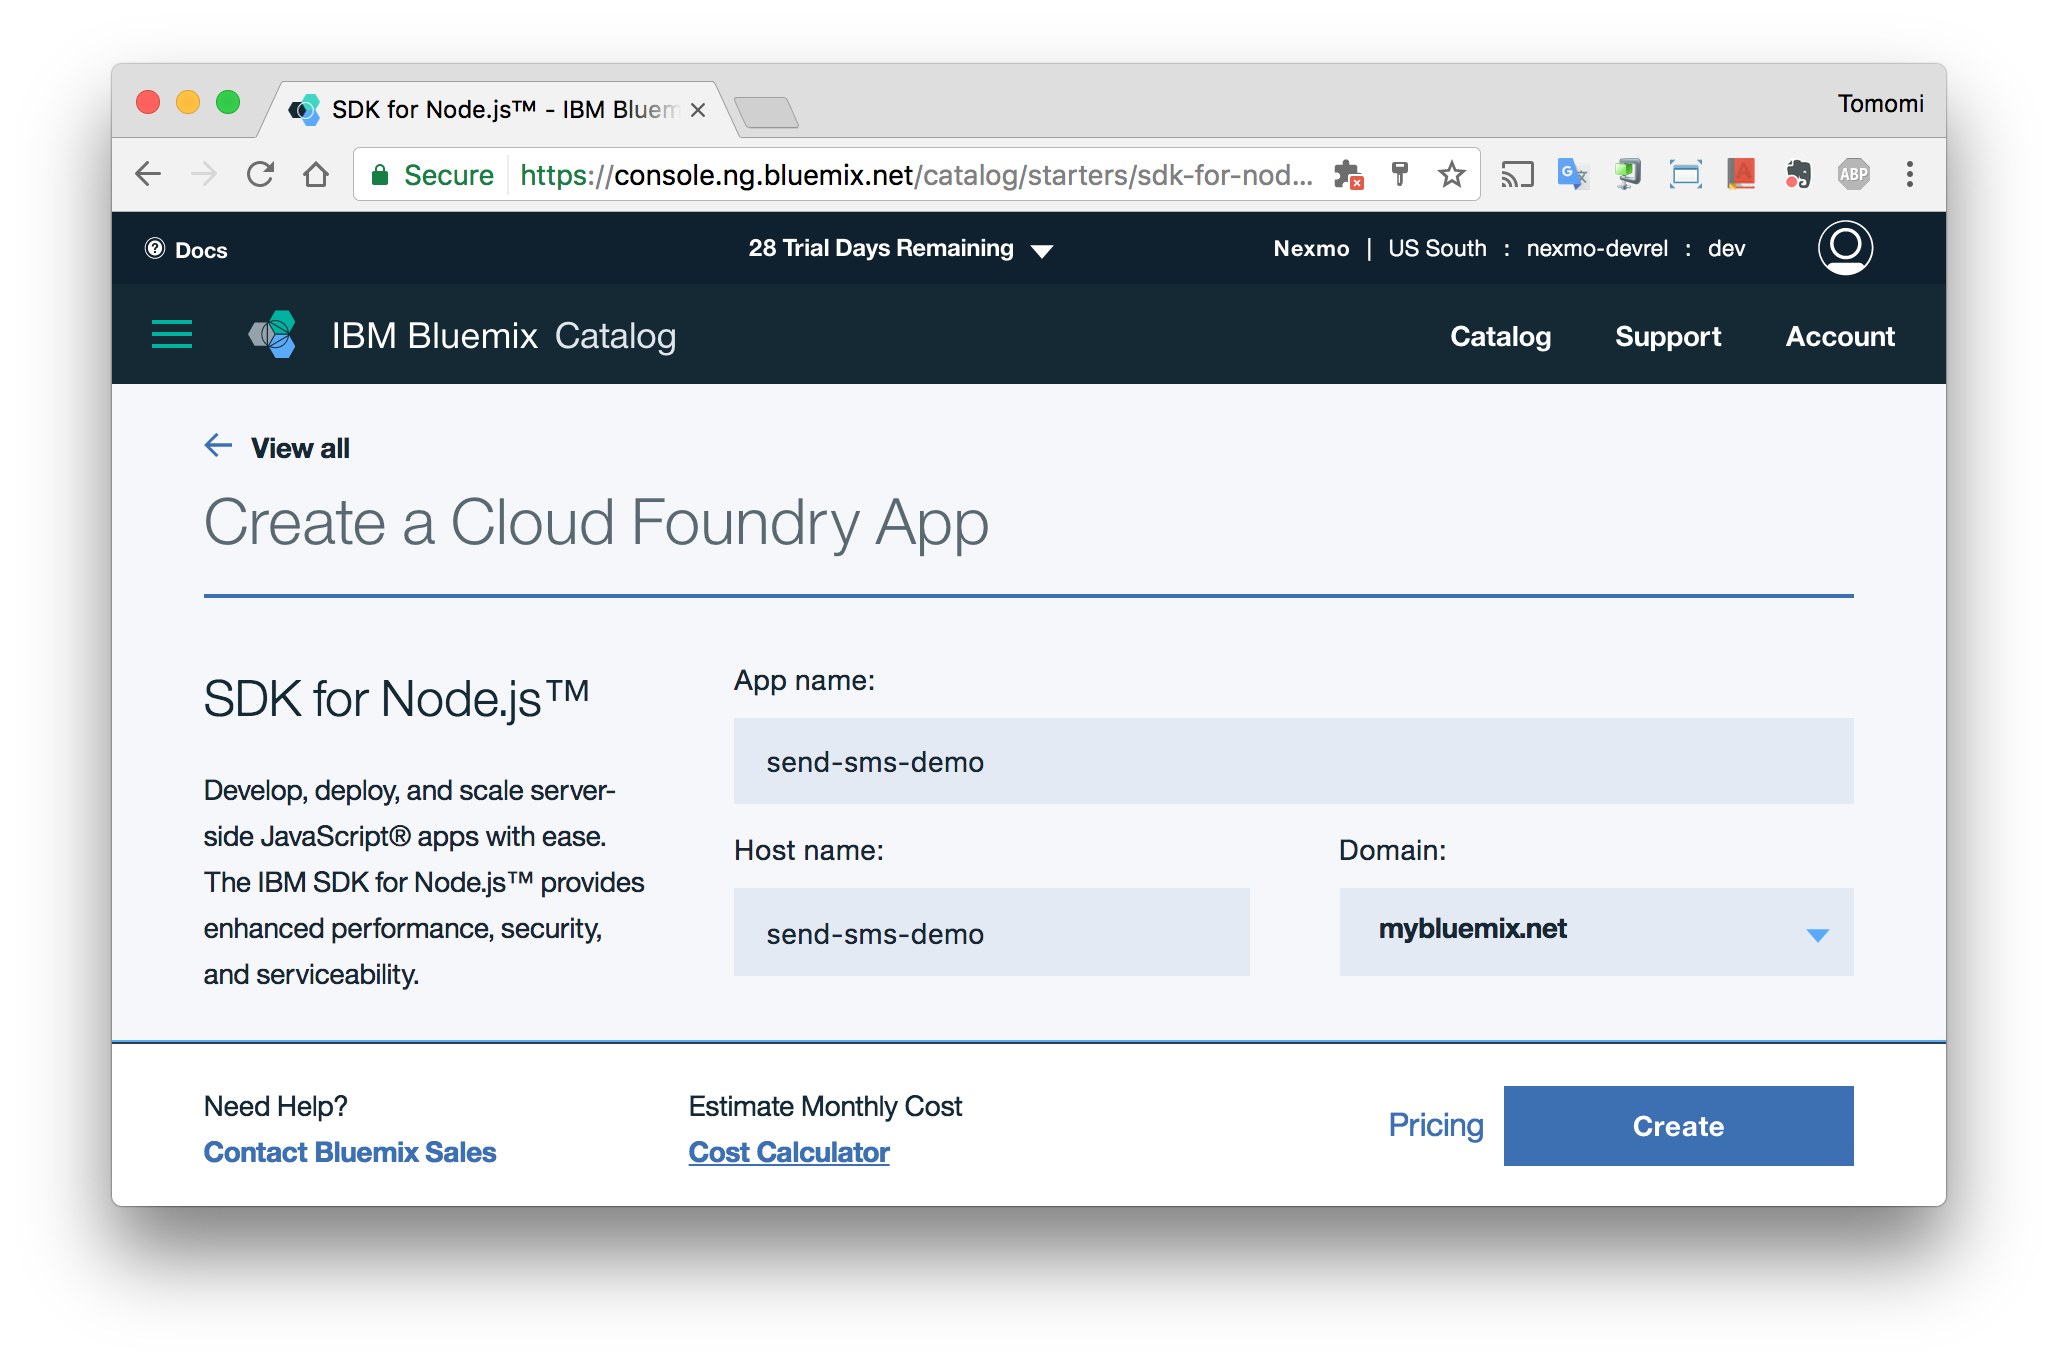 SDK for Node.js™ - IBM Bluem
Tomomi
Secure https://console.ng.bluemix.net/catalog/starters/sdk-for-nod...
ABP
Docs
28 Trial Days Remaining
Nexmo | US South : nexmo-devrel : dev
IBM Bluemix Catalog
Catalog Support Account
View all
Create a Cloud Foundry App
SDK for Node.js™
Develop, deploy, and scale server-
side JavaScript® apps with ease.
The IBM SDK for Node.js™ provides
enhanced performance, security,
and serviceability.
App name:
send-sms-demo
Host name:
send-sms-demo
Domain:
mybluemix.net
Need Help?
Contact Bluemix Sales
Estimate Monthly Cost
Cost Calculator
Pricing
Create